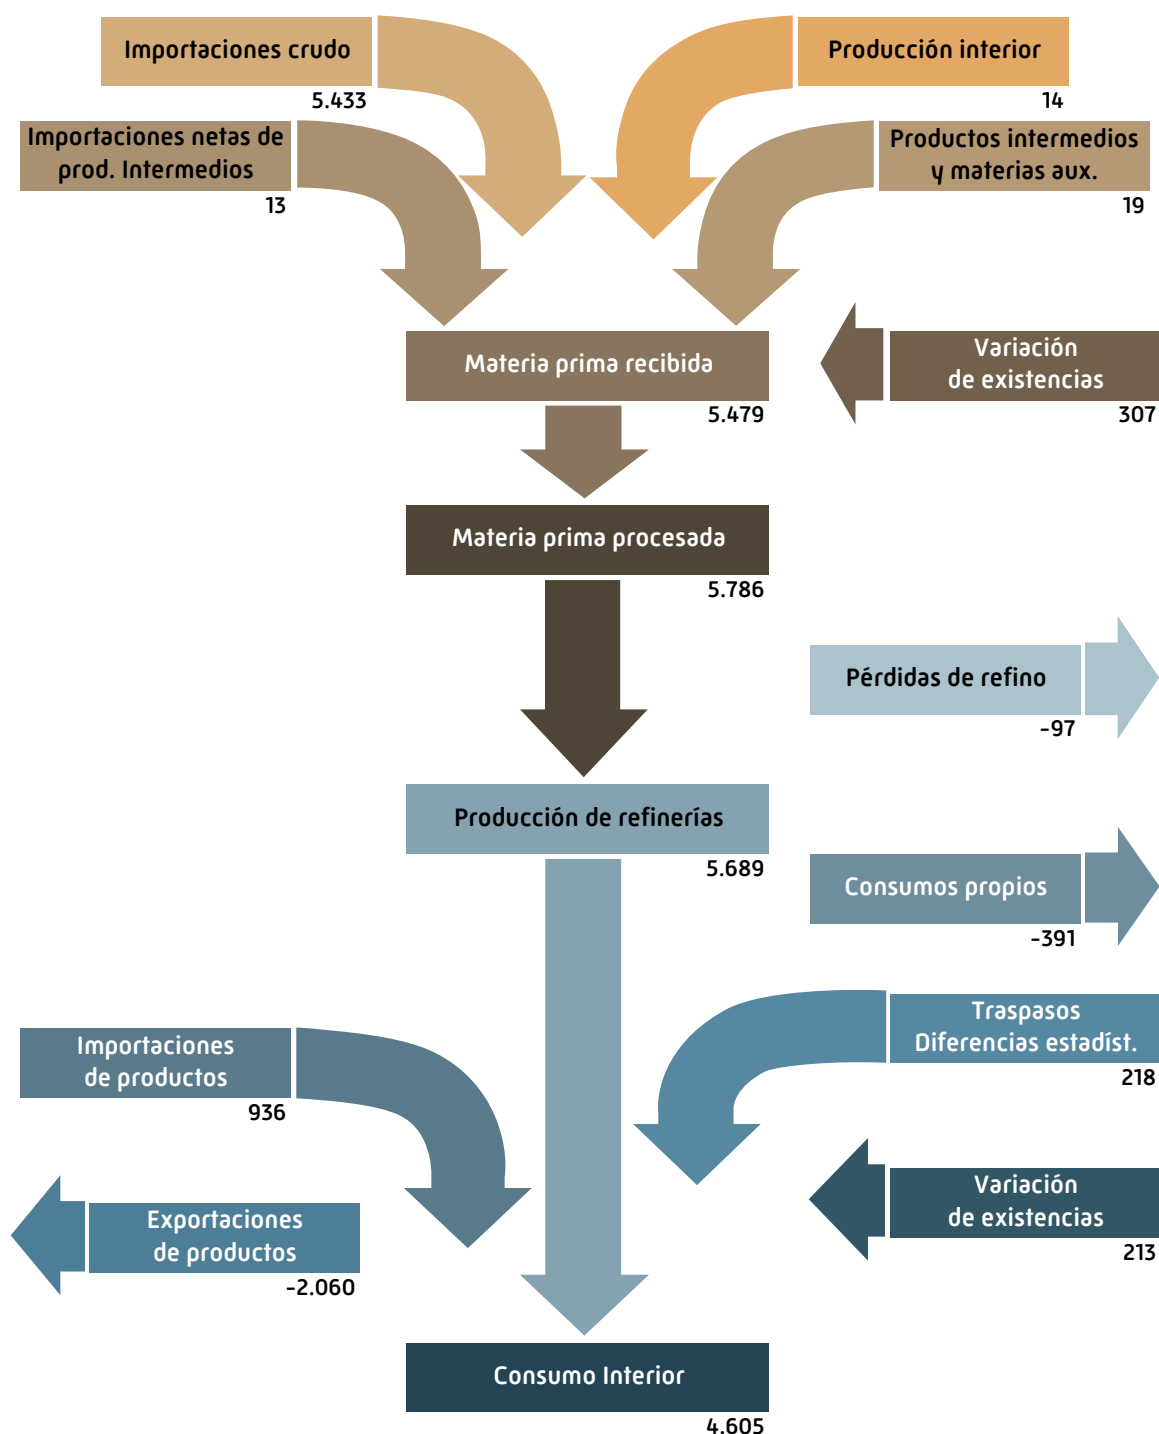 Importaciones crudo
5.433
Producción interior
14
Importaciones netas de
prod. Intermedios
13
Productos intermedios
y materias aux.
19
Materia prima recibida
5.479
Variación
de existencias
307
Materia prima procesada
5.786
Pérdidas de refino
-97
Producción de refinerías
5.689
Consumos propios
-391
Traspasos
Diferencias estadíst.
218
Importaciones
de productos
936
Variación
de existencias
213
Exportaciones
de productos
-2.060
Consumo Interior
4.605